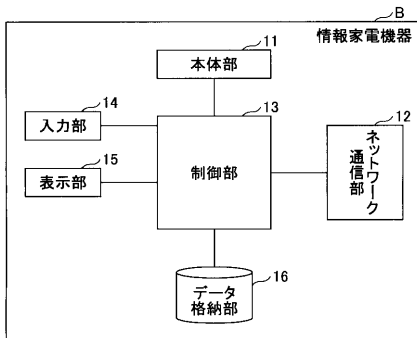 B
情報家電機器
11
本体部
14
入力部
13
制御部
12
ネットワーク
通信部
15
表示部
16
データ
格納部